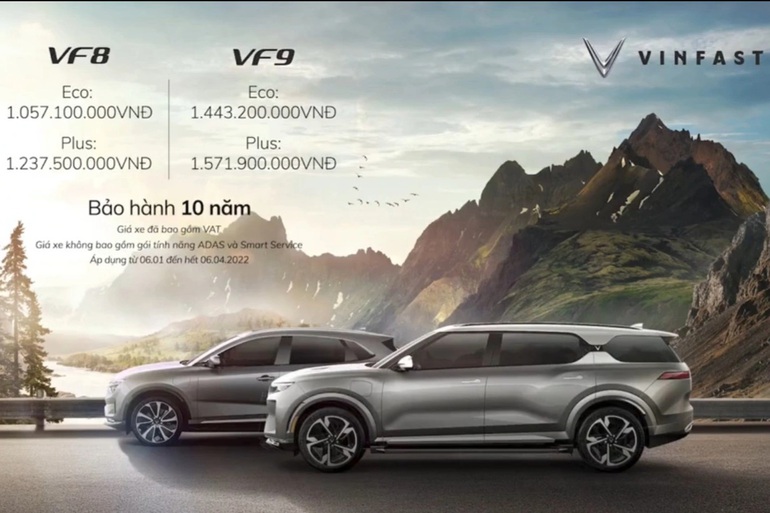 VF8
Eco:
1.057.100.000VNĐ
Plus:
1.237.500.000VNĐ
VF9
Eco:
1.443.200.000VNĐ
Plus:
1.571.900.000VNĐ
VINFAST
Bảo hành 10 năm
Giá xe đã bao gồm VAT
Giá xe không bao gồm gói tính năng ADAS và Smart Service
Áp dụng từ 06.01 đến hết 06.04.2022